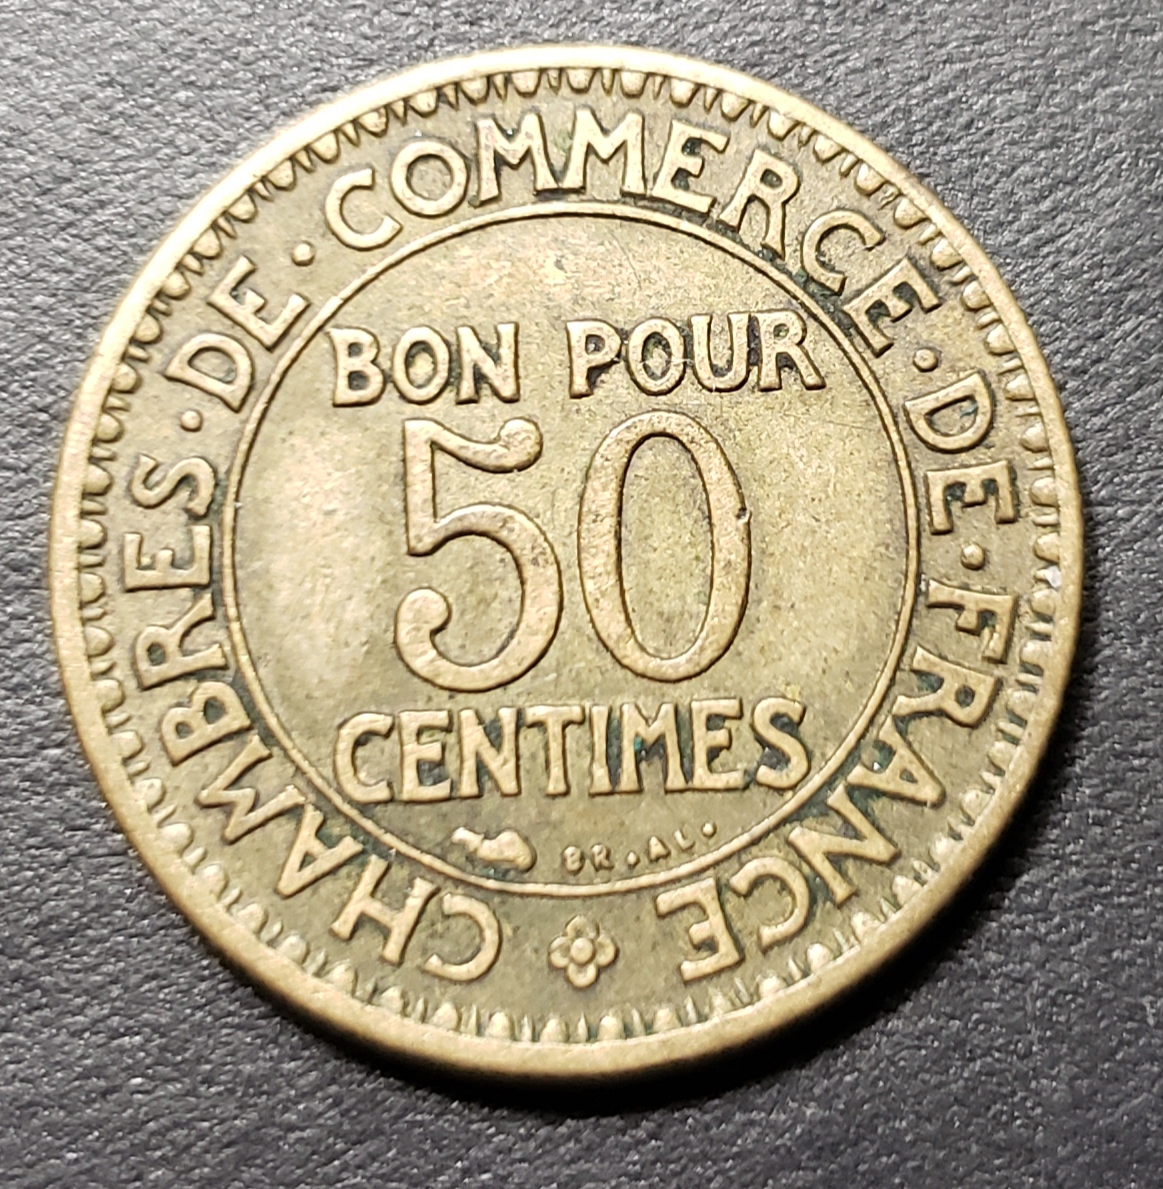 CHAMBRES · DE · COMMERCE · DE · FRANCE
BON POUR
50
CENTIMES
BR . AL .